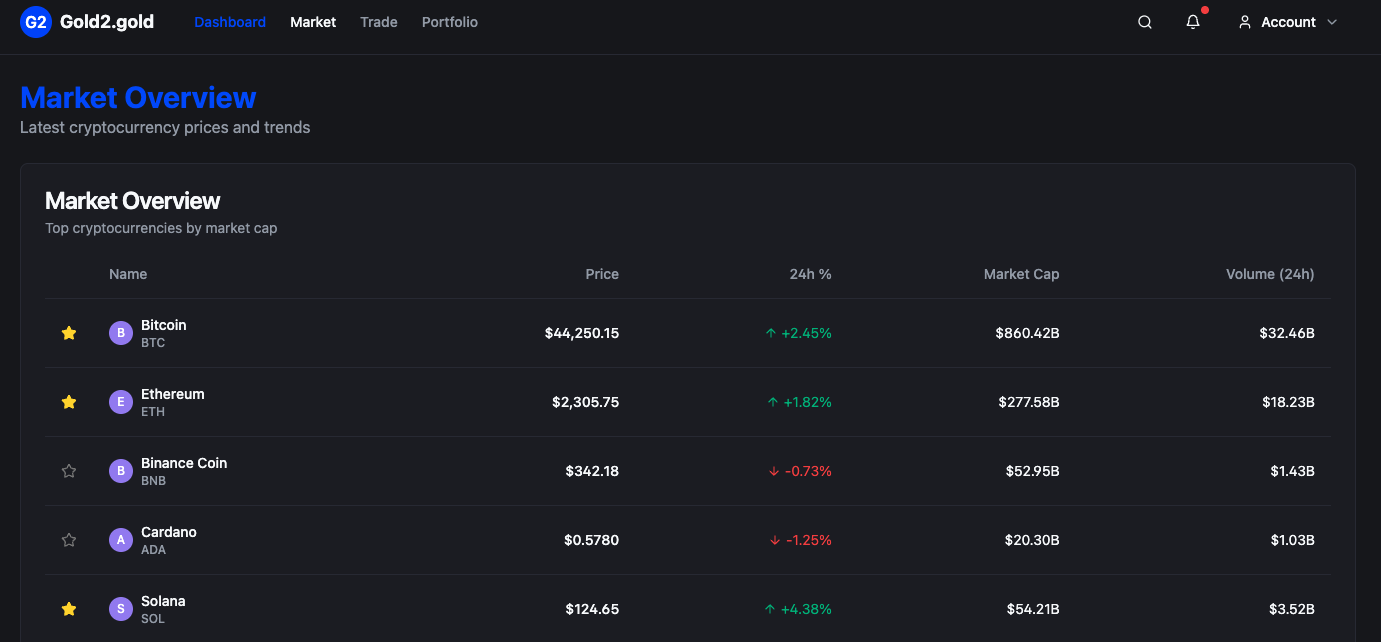 G2 Gold2.gold Dashboard Market Trade Portfolio Account
Market Overview
Latest cryptocurrency prices and trends
Market Overview
Top cryptocurrencies by market cap
Name Price 24h % Market Cap Volume (24h)
B Bitcoin
BTC
$44,250.15 ↑ +2.45% $860.42B $32.46B
E Ethereum
ETH
$2,305.75 ↑ +1.82% $277.58B $18.23B
B Binance Coin
BNB
$342.18 ↓ -0.73% $52.95B $1.43B
A Cardano
ADA
$0.5780 ↓ -1.25% $20.30B $1.03B
S Solana
SOL
$124.65 ↑ +4.38% $54.21B $3.52B